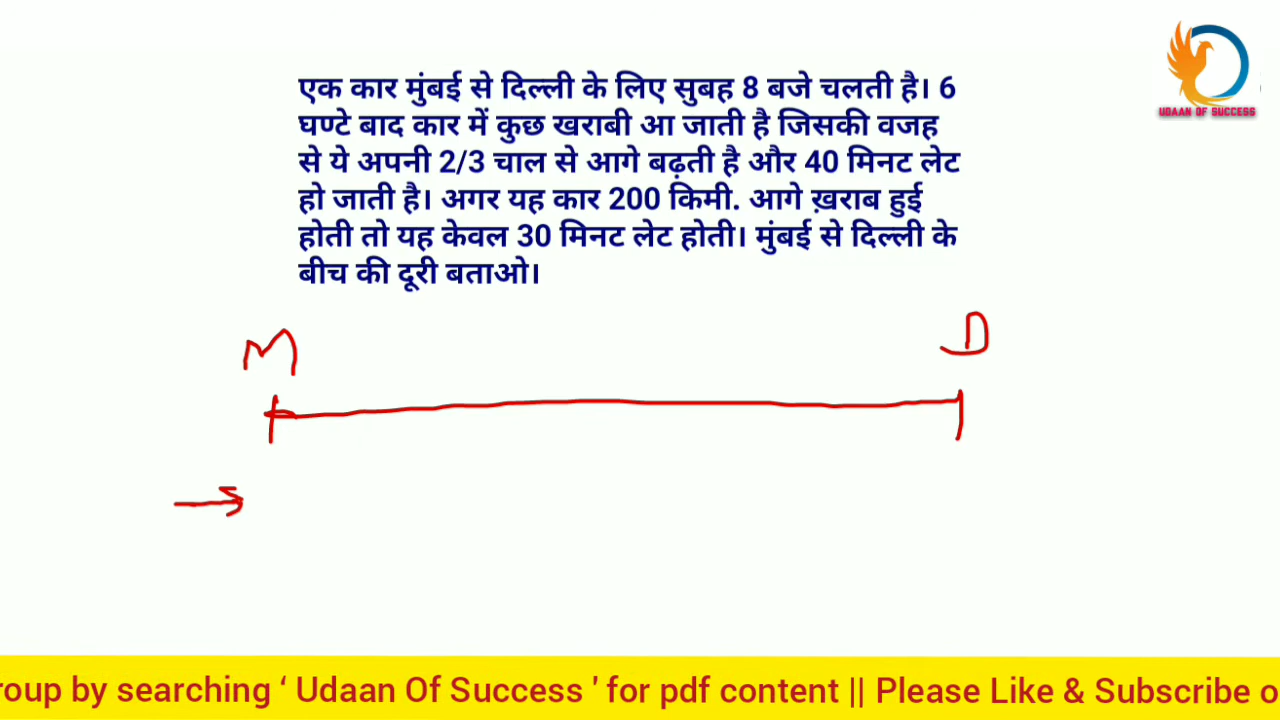 एक कार मुंबई से दिल्ली के लिए सुबह 8 बजे चलती है। 6
घण्टे बाद कार में कुछ खराबी आ जाती है जिसकी वजह
से ये अपनी 2/3 चाल से आगे बढ़ती है और 40 मिनट लेट
हो जाती है। अगर यह कार 200 किमी. आगे ख़राब हुई
होती तो यह केवल 30 मिनट लेट होती। मुंबई से दिल्ली के
बीच की दूरी बताओ।
UDAAN OF SUCCESS
M
D
roup by searching ‘ Udaan Of Success ' for pdf content || Please Like & Subscribe o